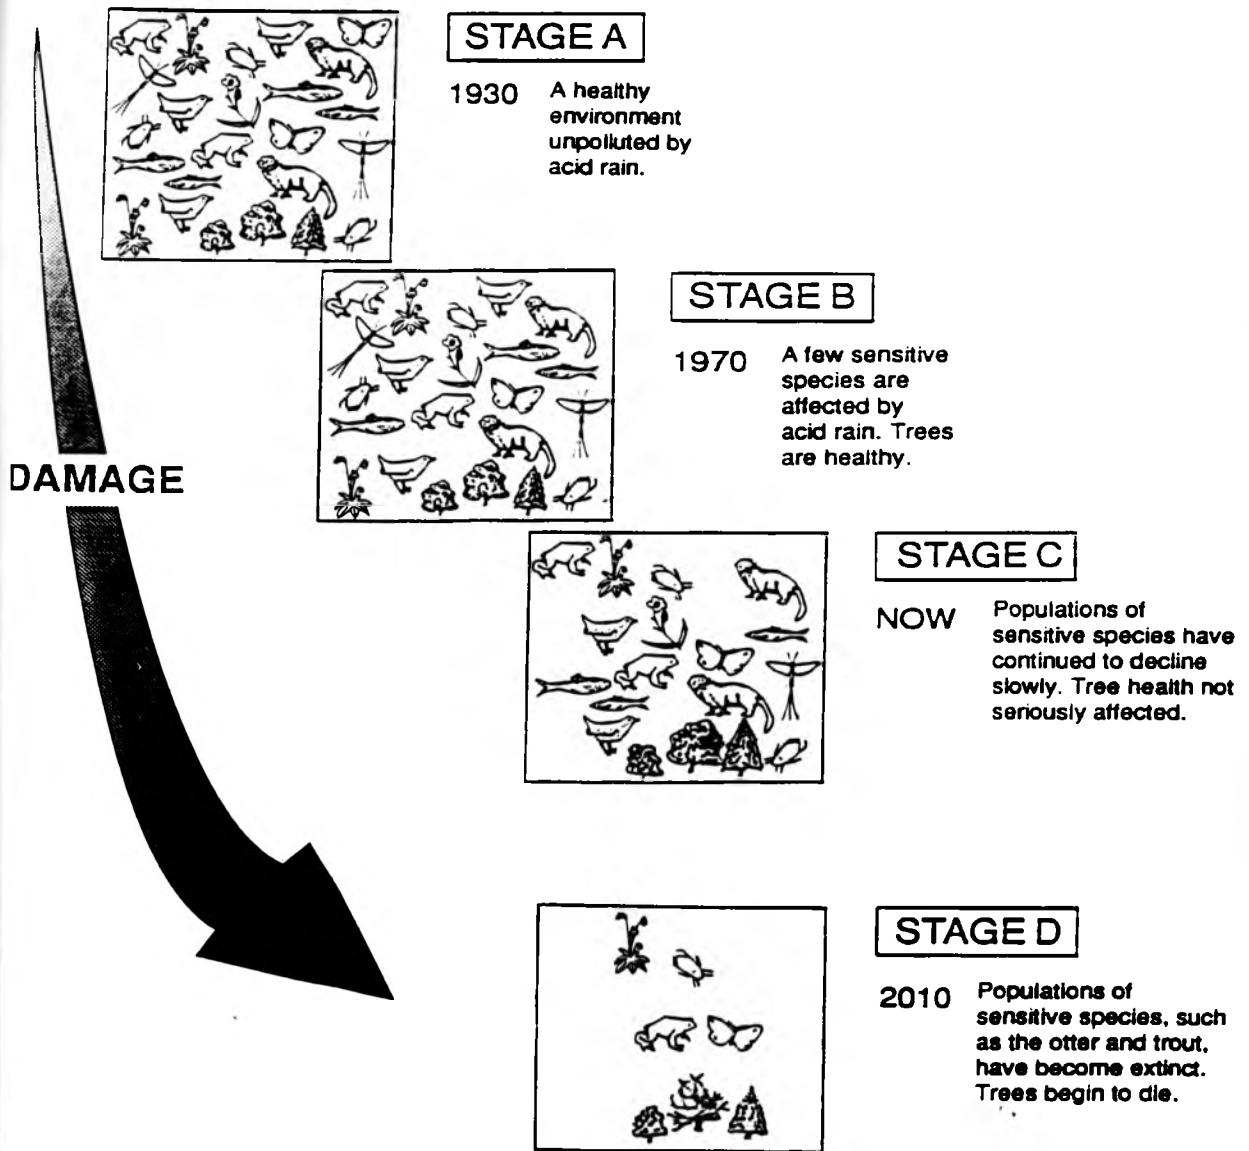 STAGE A
1930 A healthy
environment
unpolluted by
acid rain.
STAGE B
1970 A few sensitive
species are
affected by
acid rain. Trees
are healthy.
DAMAGE
STAGE C
NOW Populations of
sensitive species have
continued to decline
slowly. Tree health not
seriously affected.
STAGE D
2010 Populations of
sensitive species, such
as the otter and trout,
have become extinct.
Trees begin to die.